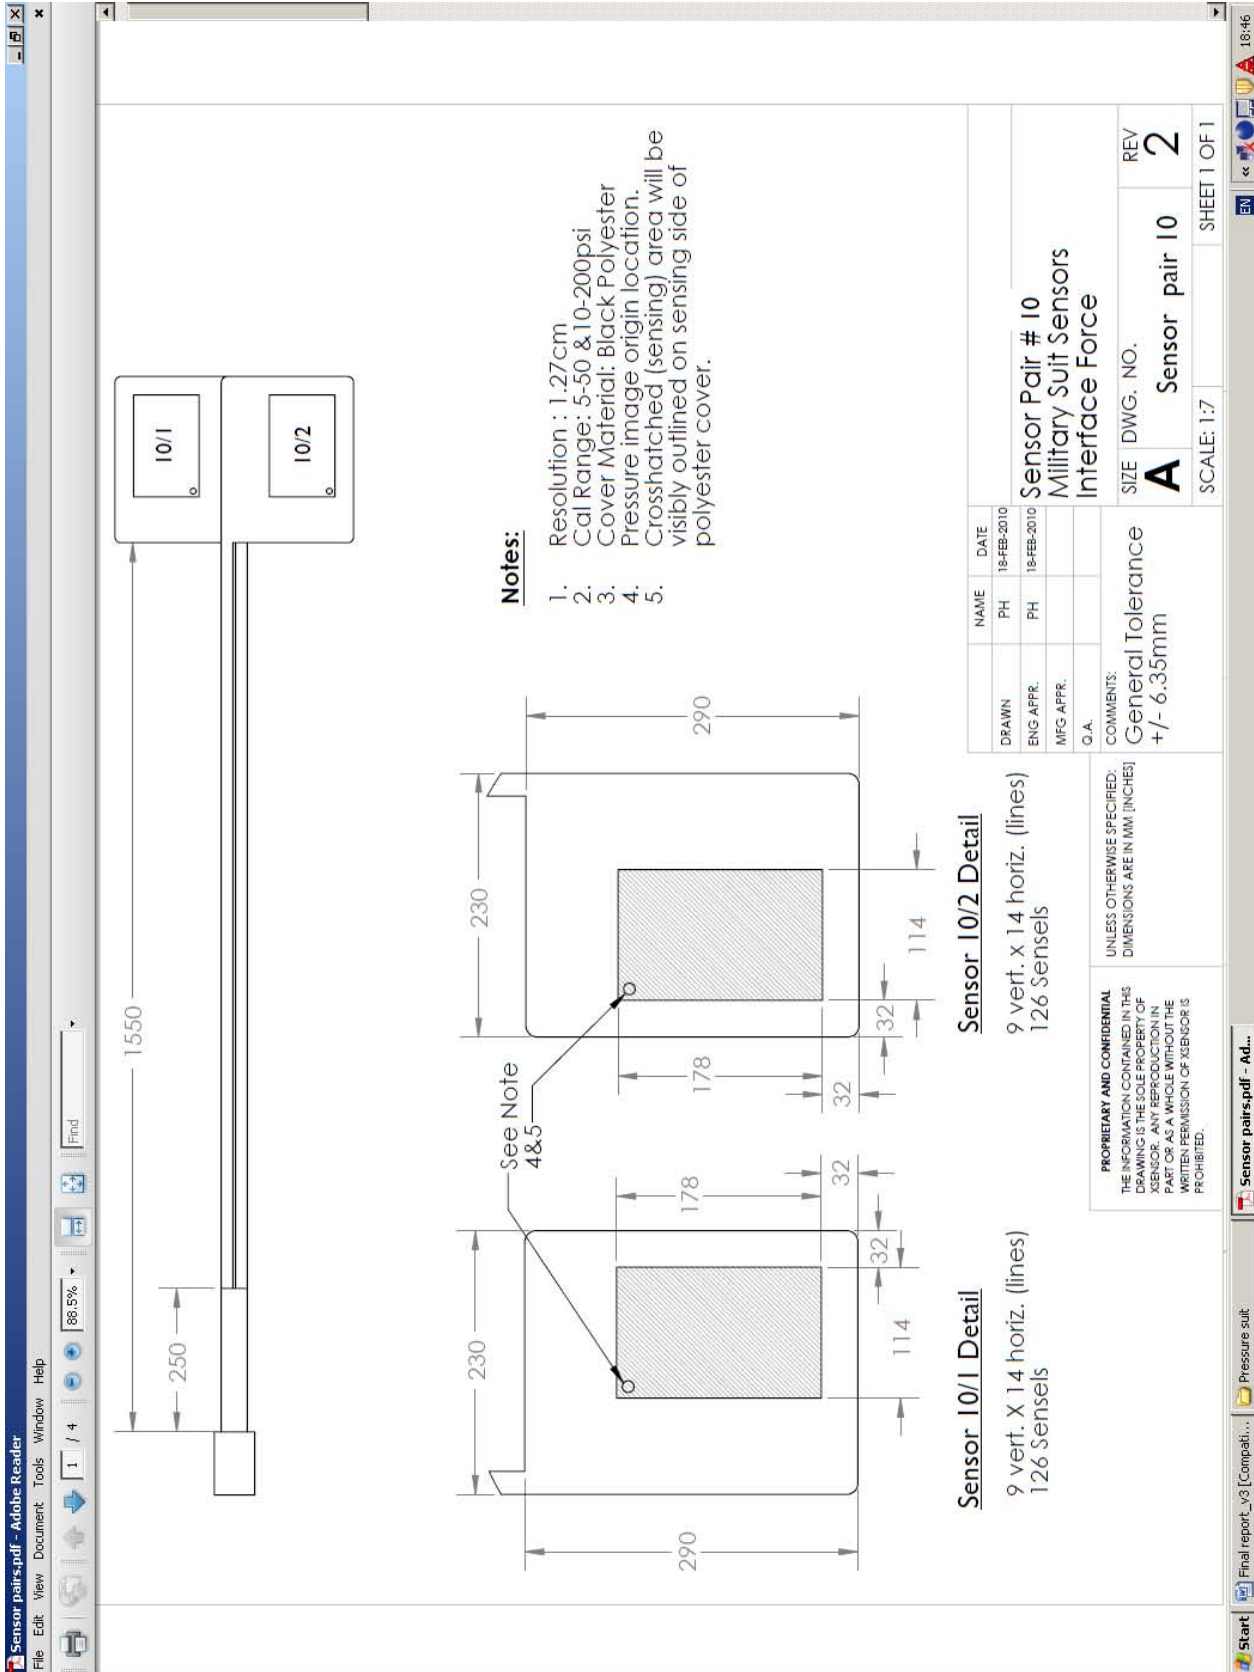 Sensor pairs.pdf - Adobe Reader
File Edit View Document Tools Window Help
1 / 4 88.5% Find
1550
250
10/1
10/2
Notes:
1. Resolution : 1.27cm
2. Cal Range: 5-50 &10-200psi
3. Cover Material: Black Polyester
4. Pressure image origin location.
5. Crosshatched (sensing) area will be
visibly outlined on sensing side of
polyester cover.
See Note
4&5
230
290
178
32
32
114
Sensor 10/1 Detail
9 vert. X 14 horiz. (lines)
126 Sensels
230
290
178
32
32
114
Sensor 10/2 Detail
9 vert. x 14 horiz. (lines)
126 Sensels
PROPRIETARY AND CONFIDENTIAL
THE INFORMATION CONTAINED IN THIS
DRAWING IS THE SOLE PROPERTY OF
XSENSOR. ANY REPRODUCTION IN
PART OR AS A WHOLE WITHOUT THE
WRITTEN PERMISSION OF XSENSOR IS
PROHIBITED.
UNLESS OTHERWISE SPECIFIED:
DIMENSIONS ARE IN MM [INCHES]
NAME DATE
DRAWN PH 18-FEB-2010
ENG APPR. PH 18-FEB-2010
MFG APPR.
Q.A.
COMMENTS:
General Tolerance
+/- 6.35mm
Sensor Pair # 10
Military Suit Sensors
Interface Force
SIZE DWG. NO. REV
A Sensor pair 10 2
SCALE: 1:7 SHEET 1 OF 1
Start Final report_v3 [Compati... Pressure suit Sensor pairs.pdf - Ad... EN « 18:46